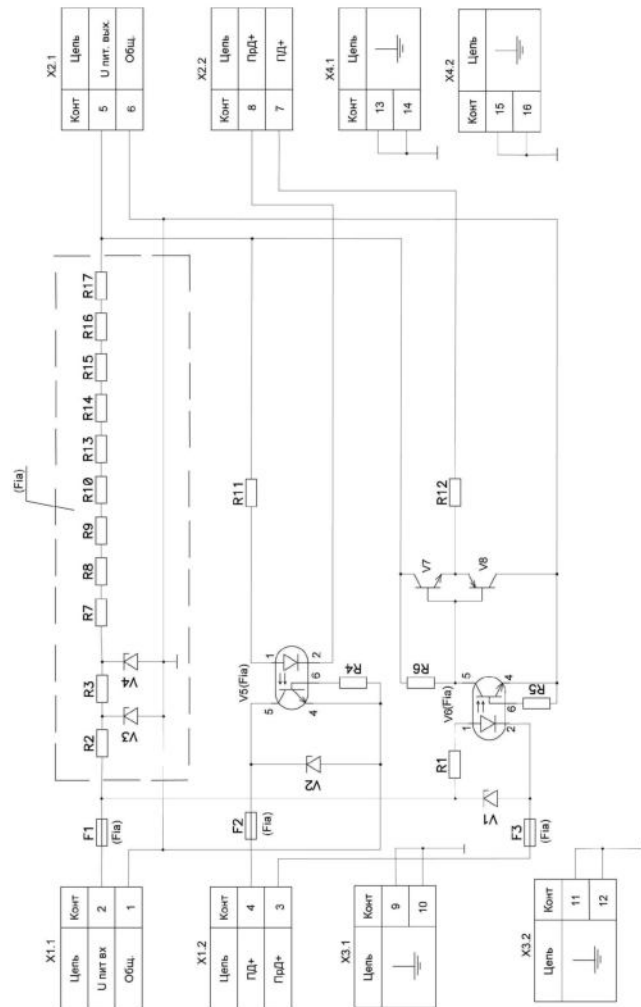 X1.1
Цепь Конт
U пит вх 2
Общ. 1
X1.2
Цепь Конт
ПД+ 4
ПрД+ 3
X3.1
Цепь Конт
9
10
X3.2
Цепь Конт
11
12
F1
(Fia)
F2
(Fia)
F3
(Fia)
(Fia)
R2
R3
R7
R8
R9
R10
R13
R14
R15
R16
R17
V3
V4
V2
V5(Fia)
5
4
6
1
2
R4
R11
V1
R1
V6(Fia)
1
2
6
5
4
R5
R6
V7
V8
R12
X2.1
Конт Цепь
5 U пит. вых.
6 Общ.
X2.2
Конт Цепь
8 ПрД+
7 ПД+
X4.1
Конт Цепь
13
14
X4.2
Конт Цепь
15
16